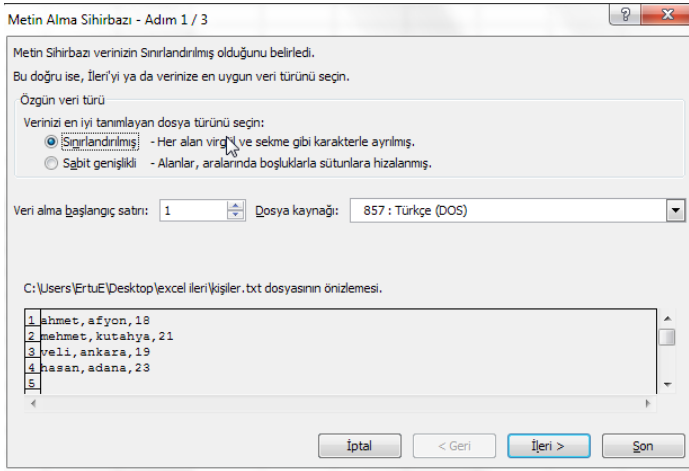 Metin Alma Sihirbazı - Adım 1 / 3
Metin Sihirbazı verinizin Sınırlandırılmış olduğunu belirledi.
Bu doğru ise, İleri'yi ya da verinize en uygun veri türünü seçin.
Özgün veri türü
Verinizi en iyi tanımlayan dosya türünü seçin:
Sınırlandırılmış - Her alan virgül ve sekme gibi karakterle ayrılmış.
Sabit genişlikli - Alanlar, aralarında boşluklarla sütunlara hizalanmış.
Veri alma başlangıç satırı: 1 Dosya kaynağı: 857 : Türkçe (DOS)
C:\Users\ErtuE\Desktop\excel ileri\kişiler.txt dosyasının önizlemesi.
1 ahmet,afyon,18
2 mehmet,kutahya,21
3 veli,ankara,19
4 hasan,adana,23
5
İptal < Geri İleri > Son